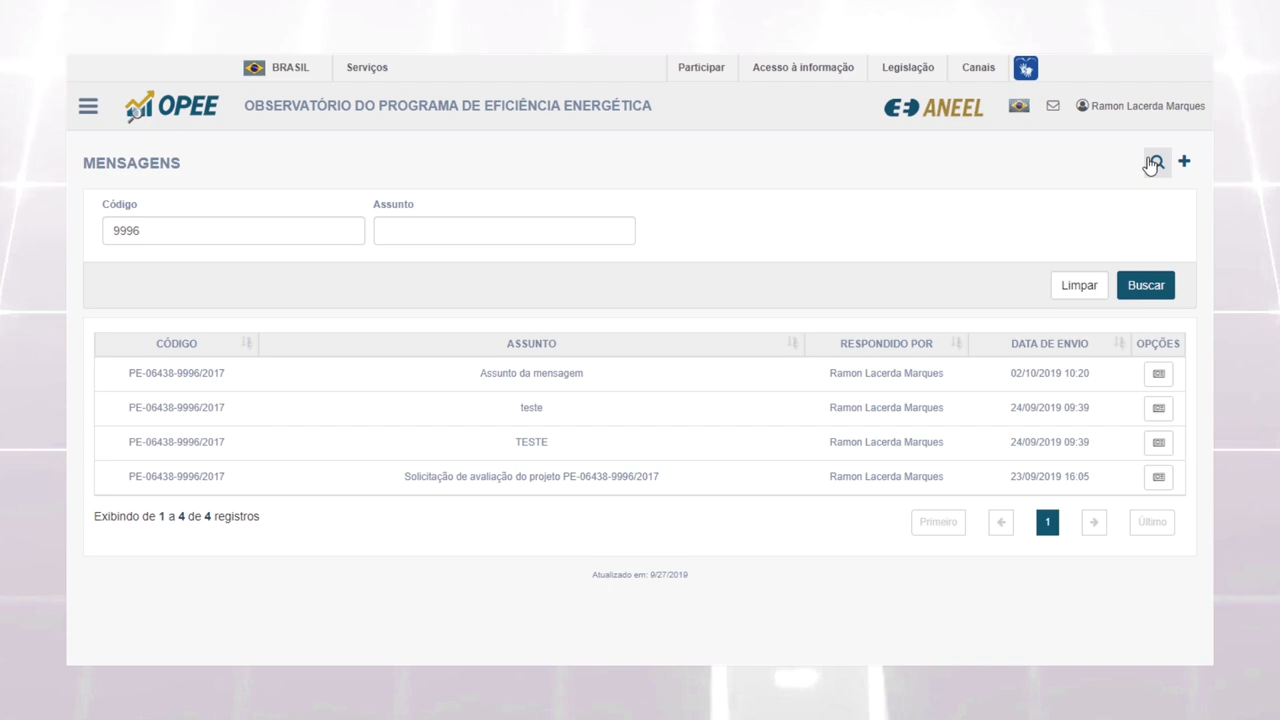 BRASIL Serviços Participar Acesso à informação Legislação Canais
OPEE OBSERVATÓRIO DO PROGRAMA DE EFICIÊNCIA ENERGÉTICA ANEEL Ramon Lacerda Marques
MENSAGENS
Código Assunto
9996
Limpar Buscar
CÓDIGO ASSUNTO RESPONDIDO POR DATA DE ENVIO OPÇÕES
PE-06438-9996/2017 Assunto da mensagem Ramon Lacerda Marques 02/10/2019 10:20
PE-06438-9996/2017 teste Ramon Lacerda Marques 24/09/2019 09:39
PE-06438-9996/2017 TESTE Ramon Lacerda Marques 24/09/2019 09:39
PE-06438-9996/2017 Solicitação de avaliação do projeto PE-06438-9996/2017 Ramon Lacerda Marques 23/09/2019 16:05
Exibindo de 1 a 4 de 4 registros Primeiro 1 Último
Atualizado em: 9/27/2019